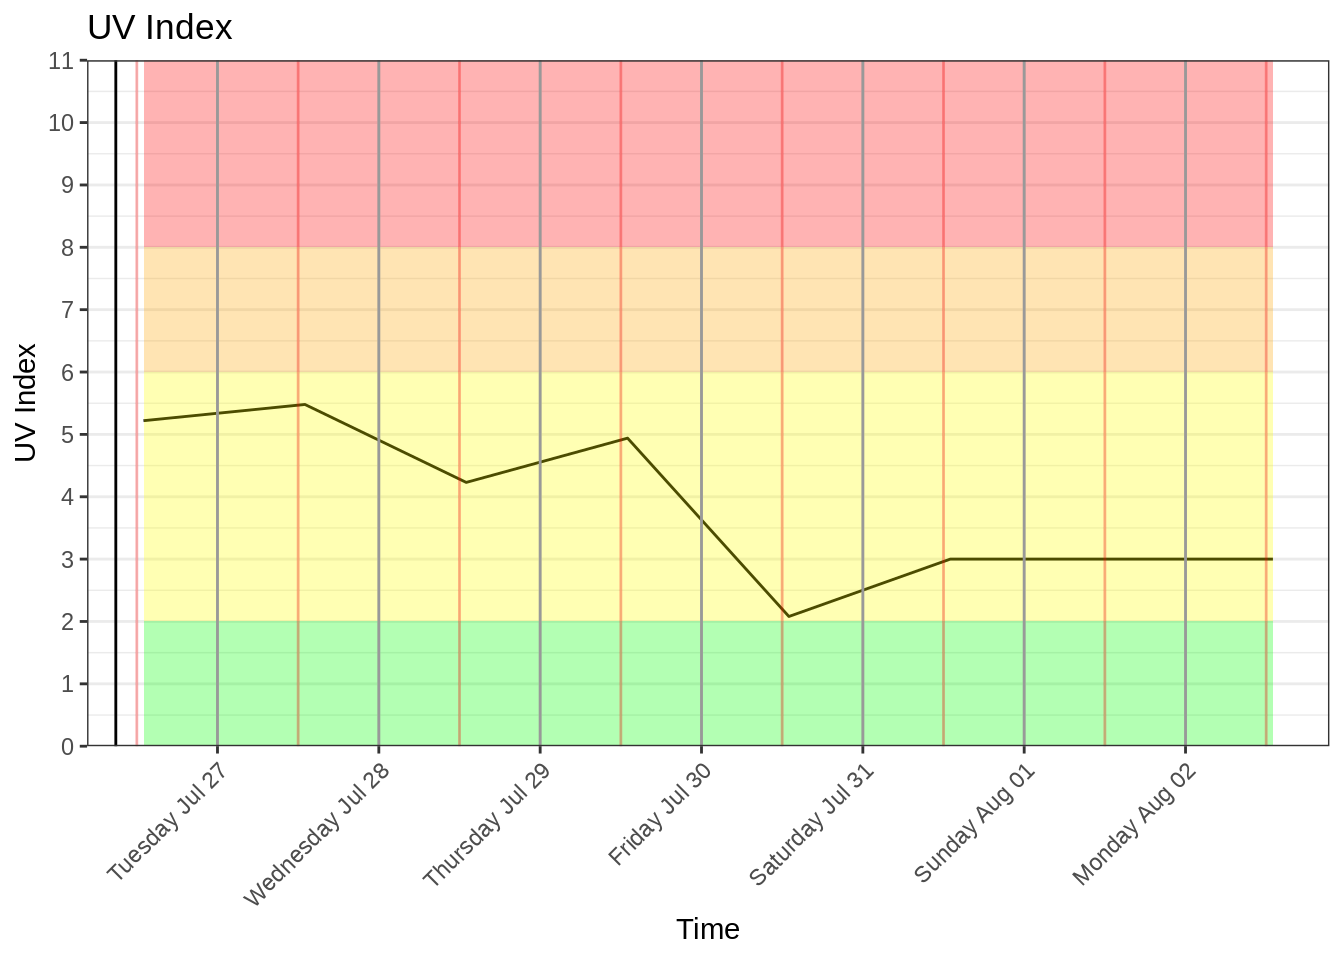 UV Index
11
10
9
8
7
6
5
4
3
2
1
0
UV Index
Tuesday Jul 27
Wednesday Jul 28
Thursday Jul 29
Friday Jul 30
Saturday Jul 31
Sunday Aug 01
Monday Aug 02
Time